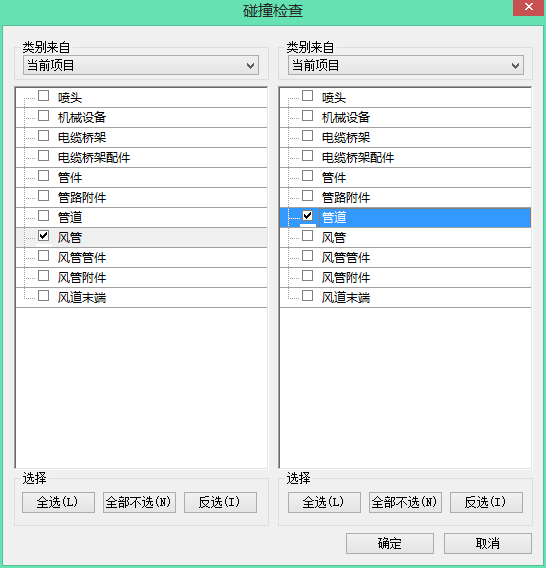 碰撞检查
类别来自
当前项目
喷头
机械设备
电缆桥架
电缆桥架配件
管件
管路附件
管道
风管
风管管件
风管附件
风道末端
选择
全选(L)
全部不选(N)
反选(I)
类别来自
当前项目
喷头
机械设备
电缆桥架
电缆桥架配件
管件
管路附件
管道
风管
风管管件
风管附件
风道末端
选择
全选(L)
全部不选(N)
反选(I)
确定
取消